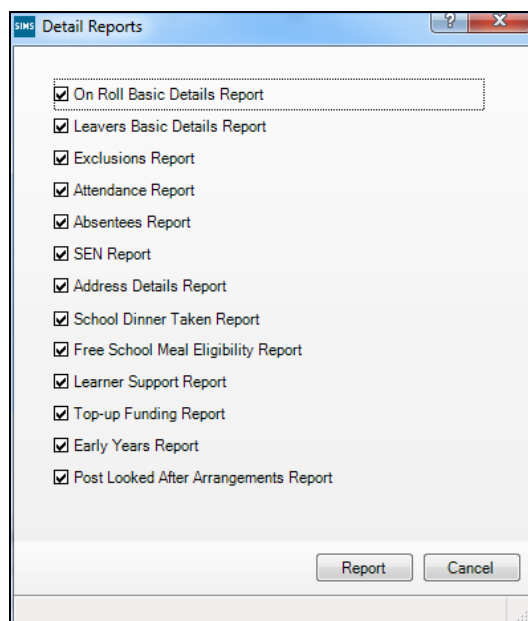 SIMS Detail Reports ? X
On Roll Basic Details Report
Leavers Basic Details Report
Exclusions Report
Attendance Report
Absentees Report
SEN Report
Address Details Report
School Dinner Taken Report
Free School Meal Eligibility Report
Learner Support Report
Top-up Funding Report
Early Years Report
Post Looked After Arrangements Report
Report Cancel